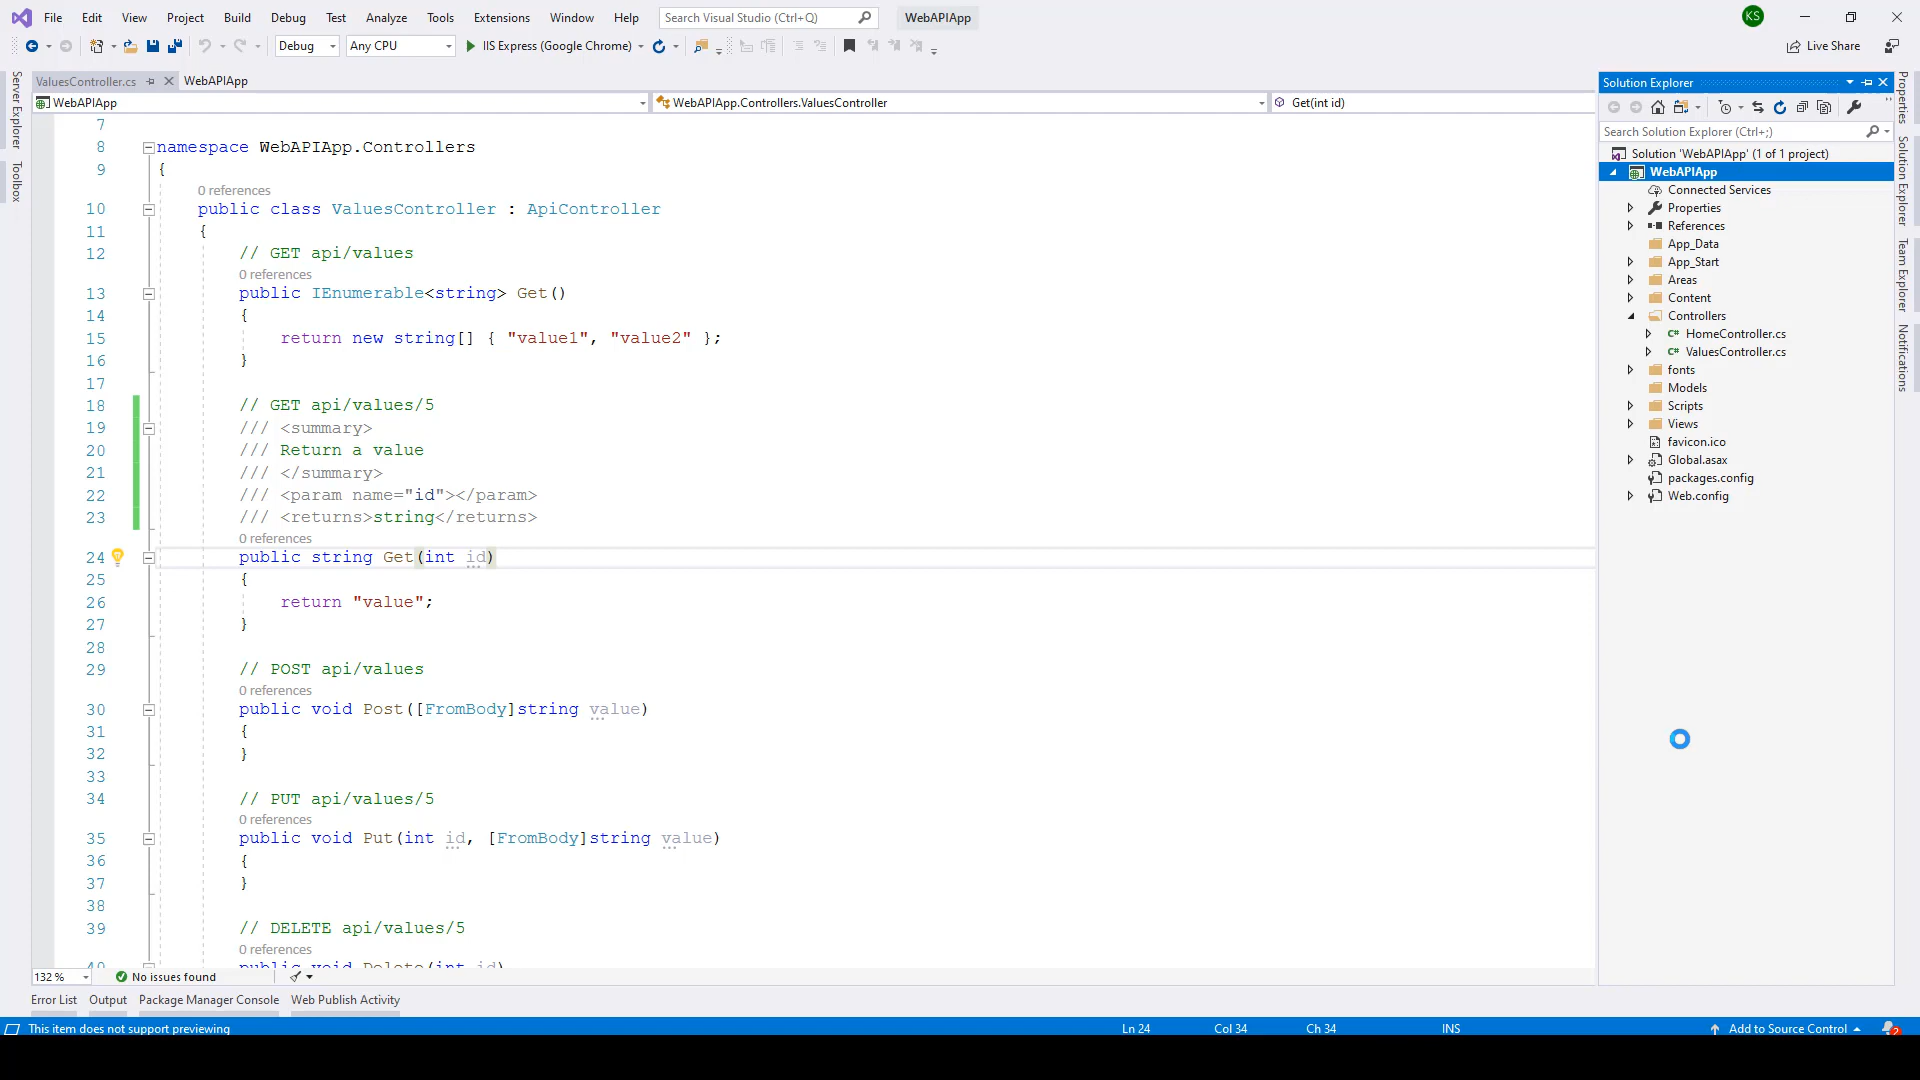 File Edit View Project Build Debug Test Analyze Tools Extensions Window Help Search Visual Studio (Ctrl+Q) WebAPIApp KS
Debug Any CPU IIS Express (Google Chrome) Live Share
ValuesController.cs WebAPIApp
WebAPIApp WebAPIApp.Controllers.ValuesController Get(int id)
Server Explorer
Toolbox
7
8 namespace WebAPIApp.Controllers
9 {
0 references
10 public class ValuesController : ApiController
11 {
12 // GET api/values
0 references
13 public IEnumerable<string> Get()
14 {
15 return new string[] { "value1", "value2" };
16 }
17
18 // GET api/values/5
19 /// <summary>
20 /// Return a value
21 /// </summary>
22 /// <param name="id"></param>
23 /// <returns>string</returns>
0 references
24 public string Get(int id)
25 {
26 return "value";
27 }
28
29 // POST api/values
0 references
30 public void Post([FromBody]string value)
31 {
32 }
33
34 // PUT api/values/5
0 references
35 public void Put(int id, [FromBody]string value)
36 {
37 }
38
39 // DELETE api/values/5
0 references
40 public void Delete(int id)
132 % No issues found
Error List Output Package Manager Console Web Publish Activity
This item does not support previewing Ln 24 Col 34 Ch 34 INS Add to Source Control 2
Solution Explorer
Search Solution Explorer (Ctrl+;)
Solution 'WebAPIApp' (1 of 1 project)
WebAPIApp
Connected Services
Properties
References
App_Data
App_Start
Areas
Content
Controllers
C# HomeController.cs
C# ValuesController.cs
fonts
Models
Scripts
Views
favicon.ico
Global.asax
packages.config
Web.config
Properties
Solution Explorer
Team Explorer
Notifications